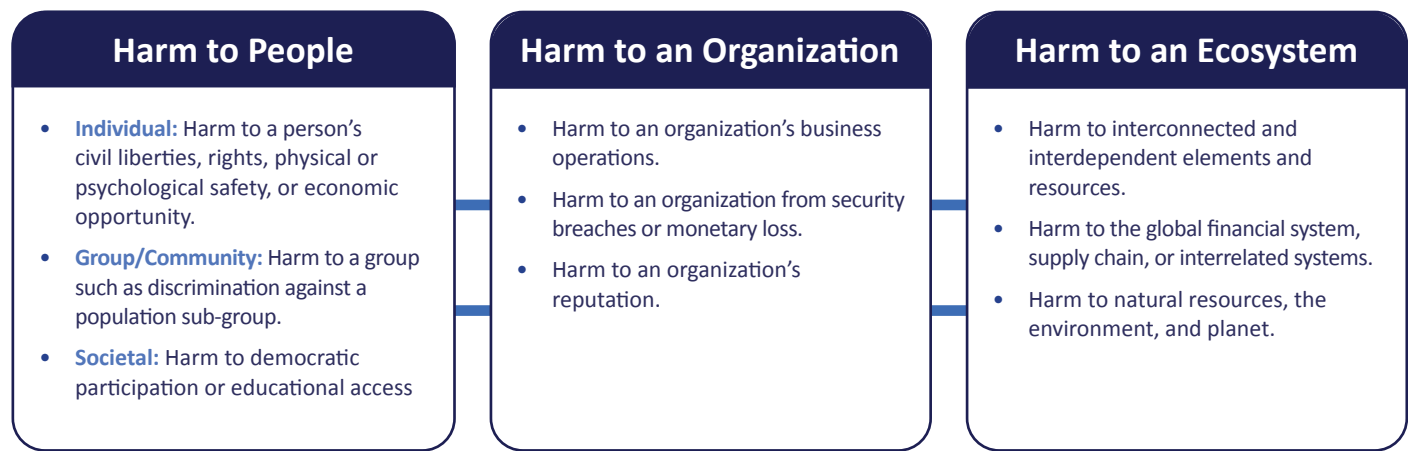 Harm to People
• Individual: Harm to a person’s
civil liberties, rights, physical or
psychological safety, or economic
opportunity.
• Group/Community: Harm to a group
such as discrimination against a
population sub-group.
• Societal: Harm to democratic
participation or educational access
Harm to an Organization
• Harm to an organization’s business
operations.
• Harm to an organization from security
breaches or monetary loss.
• Harm to an organization’s
reputation.
Harm to an Ecosystem
• Harm to interconnected and
interdependent elements and
resources.
• Harm to the global financial system,
supply chain, or interrelated systems.
• Harm to natural resources, the
environment, and planet.